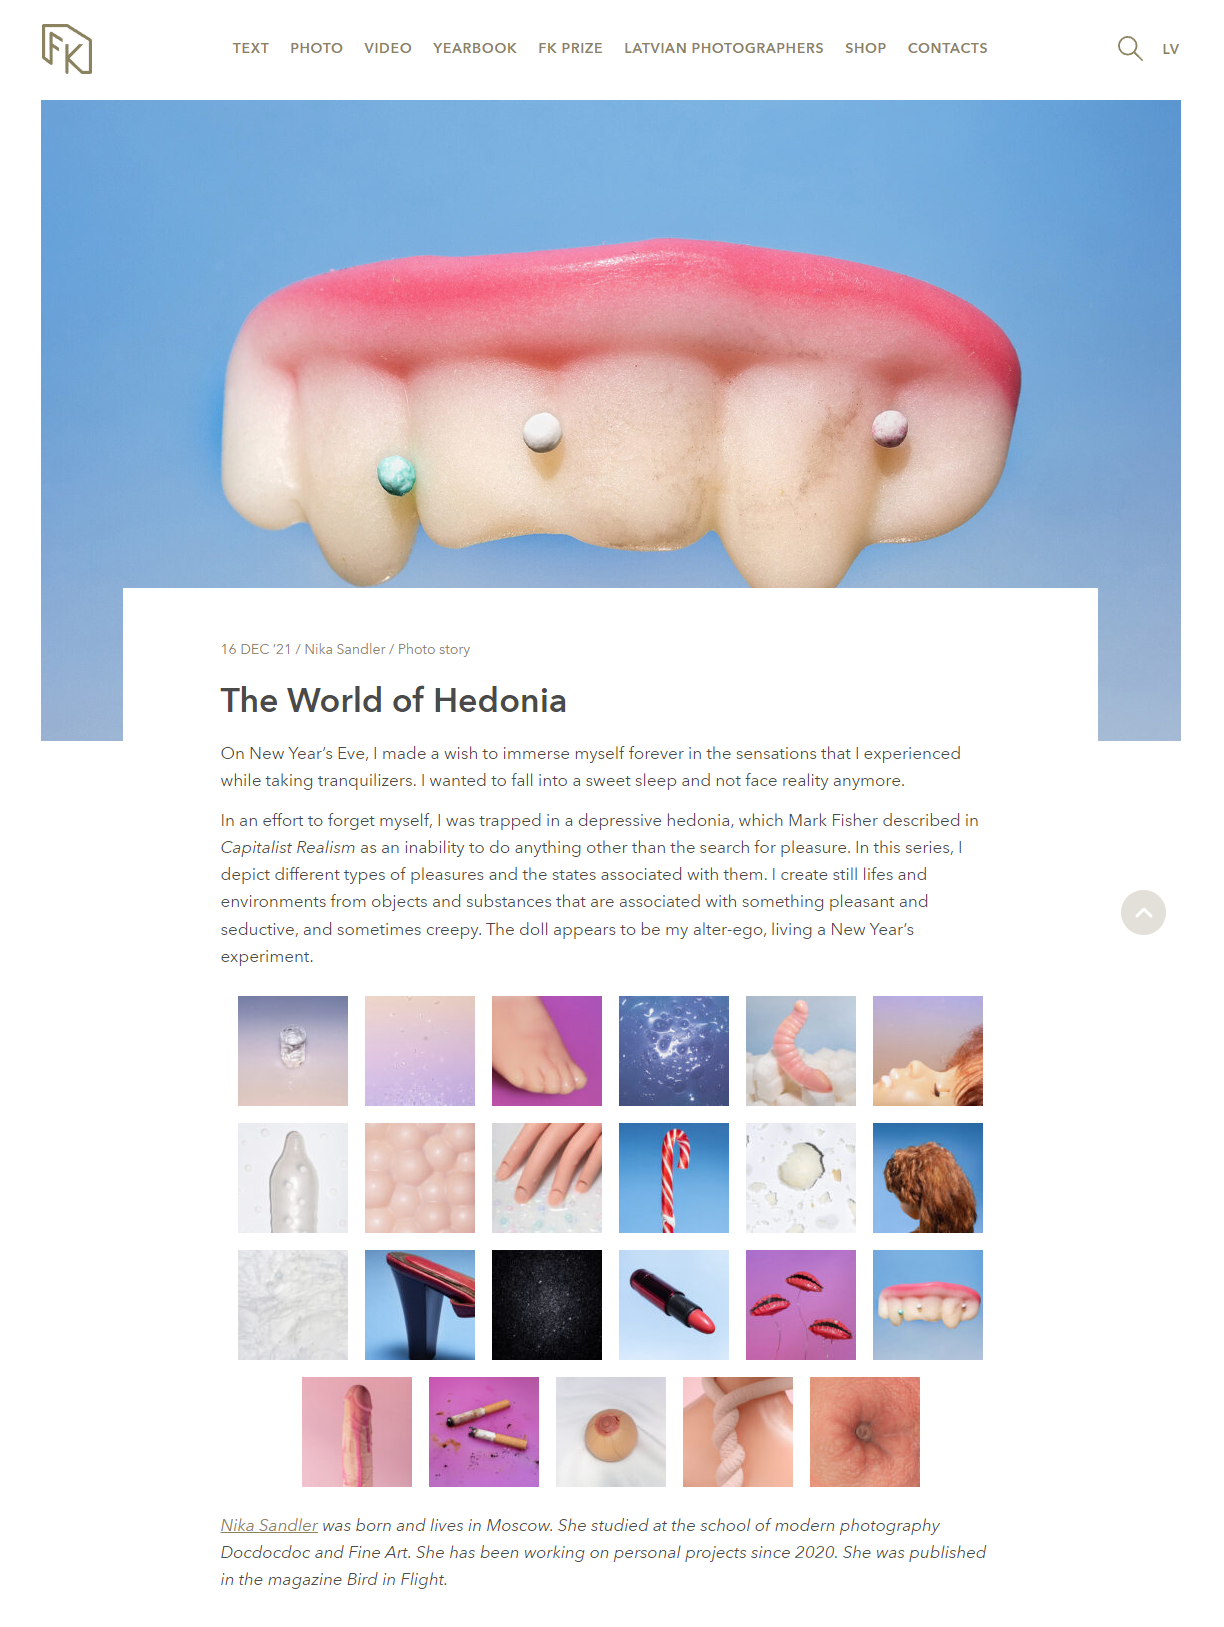 FK
TEXT PHOTO VIDEO YEARBOOK FK PRIZE LATVIAN PHOTOGRAPHERS SHOP CONTACTS LV
16 DEC ’21 / Nika Sandler / Photo story
The World of Hedonia
On New Year’s Eve, I made a wish to immerse myself forever in the sensations that I experienced
while taking tranquilizers. I wanted to fall into a sweet sleep and not face reality anymore.
In an effort to forget myself, I was trapped in a depressive hedonia, which Mark Fisher described in
Capitalist Realism as an inability to do anything other than the search for pleasure. In this series, I
depict different types of pleasures and the states associated with them. I create still lifes and
environments from objects and substances that are associated with something pleasant and
seductive, and sometimes creepy. The doll appears to be my alter-ego, living a New Year’s
experiment.
Nika Sandler was born and lives in Moscow. She studied at the school of modern photography
Docdocdoc and Fine Art. She has been working on personal projects since 2020. She was published
in the magazine Bird in Flight.